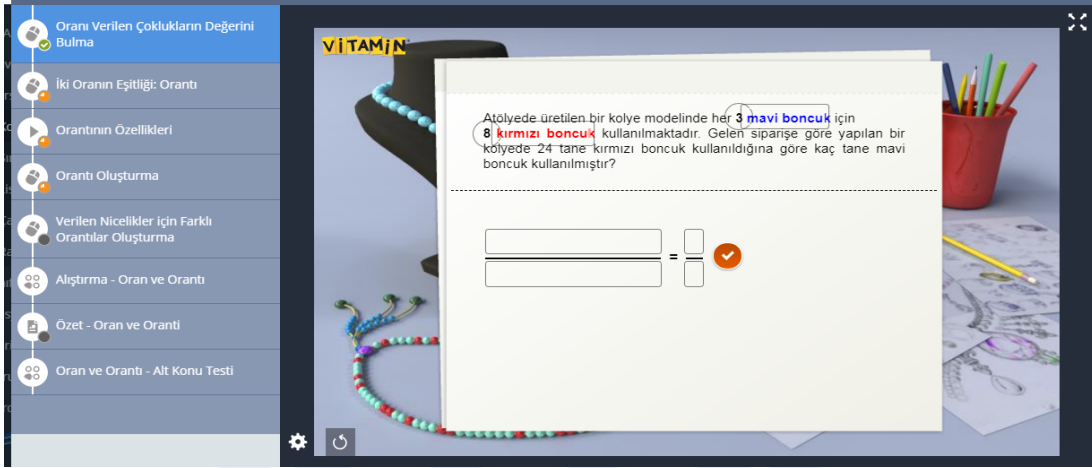 Oranı Verilen Çoklukların Değerini
Bulma
İki Oranın Eşitliği: Orantı
Orantının Özellikleri
Orantı Oluşturma
Verilen Nicelikler için Farklı
Orantılar Oluşturma
Alıştırma - Oran ve Orantı
Özet - Oran ve Oranti
Oran ve Orantı - Alt Konu Testi
VİTAMİN
Atölyede üretilen bir kolye modelinde her 3 mavi boncuk için
8 kırmızı boncuk kullanılmaktadır. Gelen siparişe göre yapılan bir
kolyede 24 tane kırmızı boncuk kullanıldığına göre kaç tane mavi
boncuk kullanılmıştır?
=